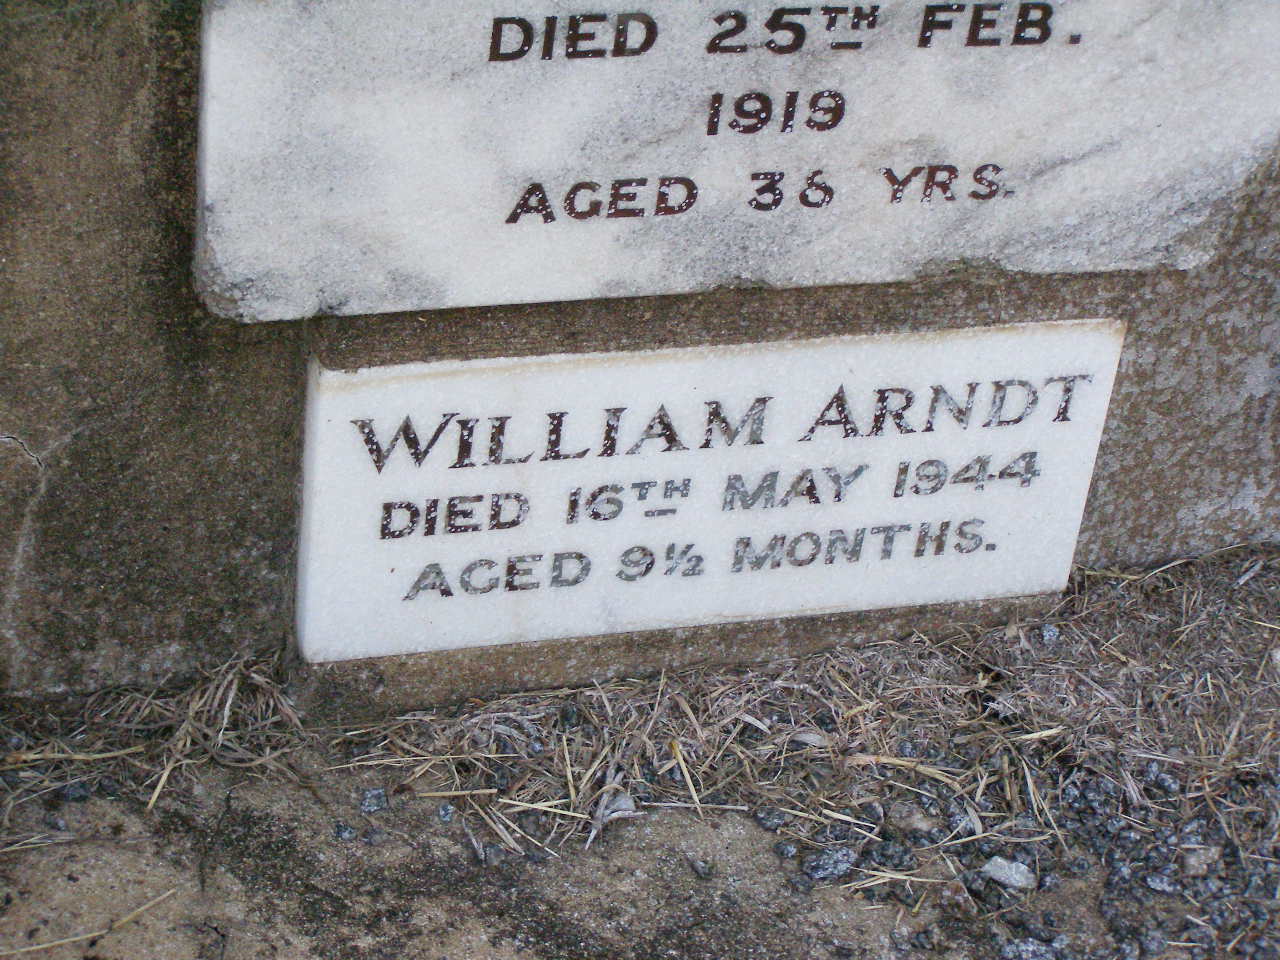 DIED 25TH FEB.
1919
AGED 36 YRS.
WILLIAM ARNDT
DIED 16TH MAY 1944
AGED 9½ MONTHS.